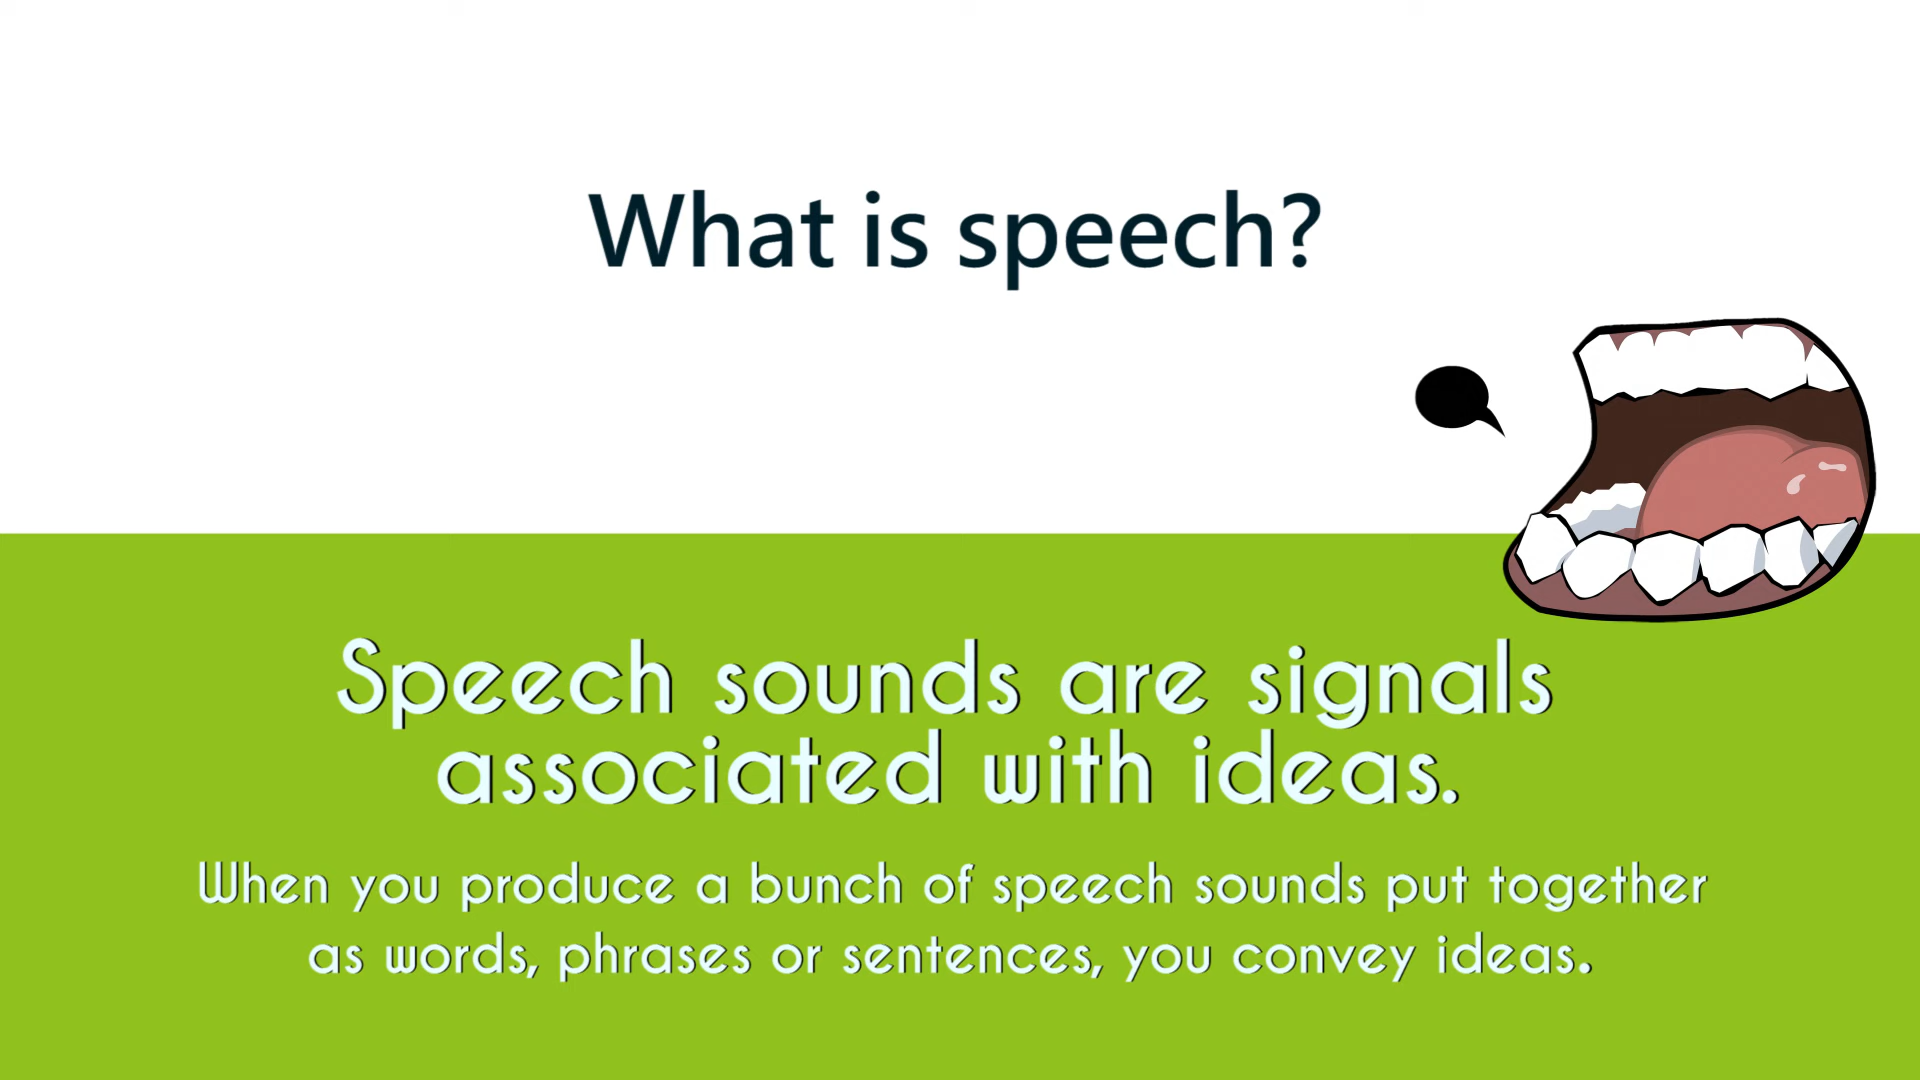 What is speech?
Speech sounds are signals
associated with ideas.
When you produce a bunch of speech sounds put together
as words, phrases or sentences, you convey ideas.